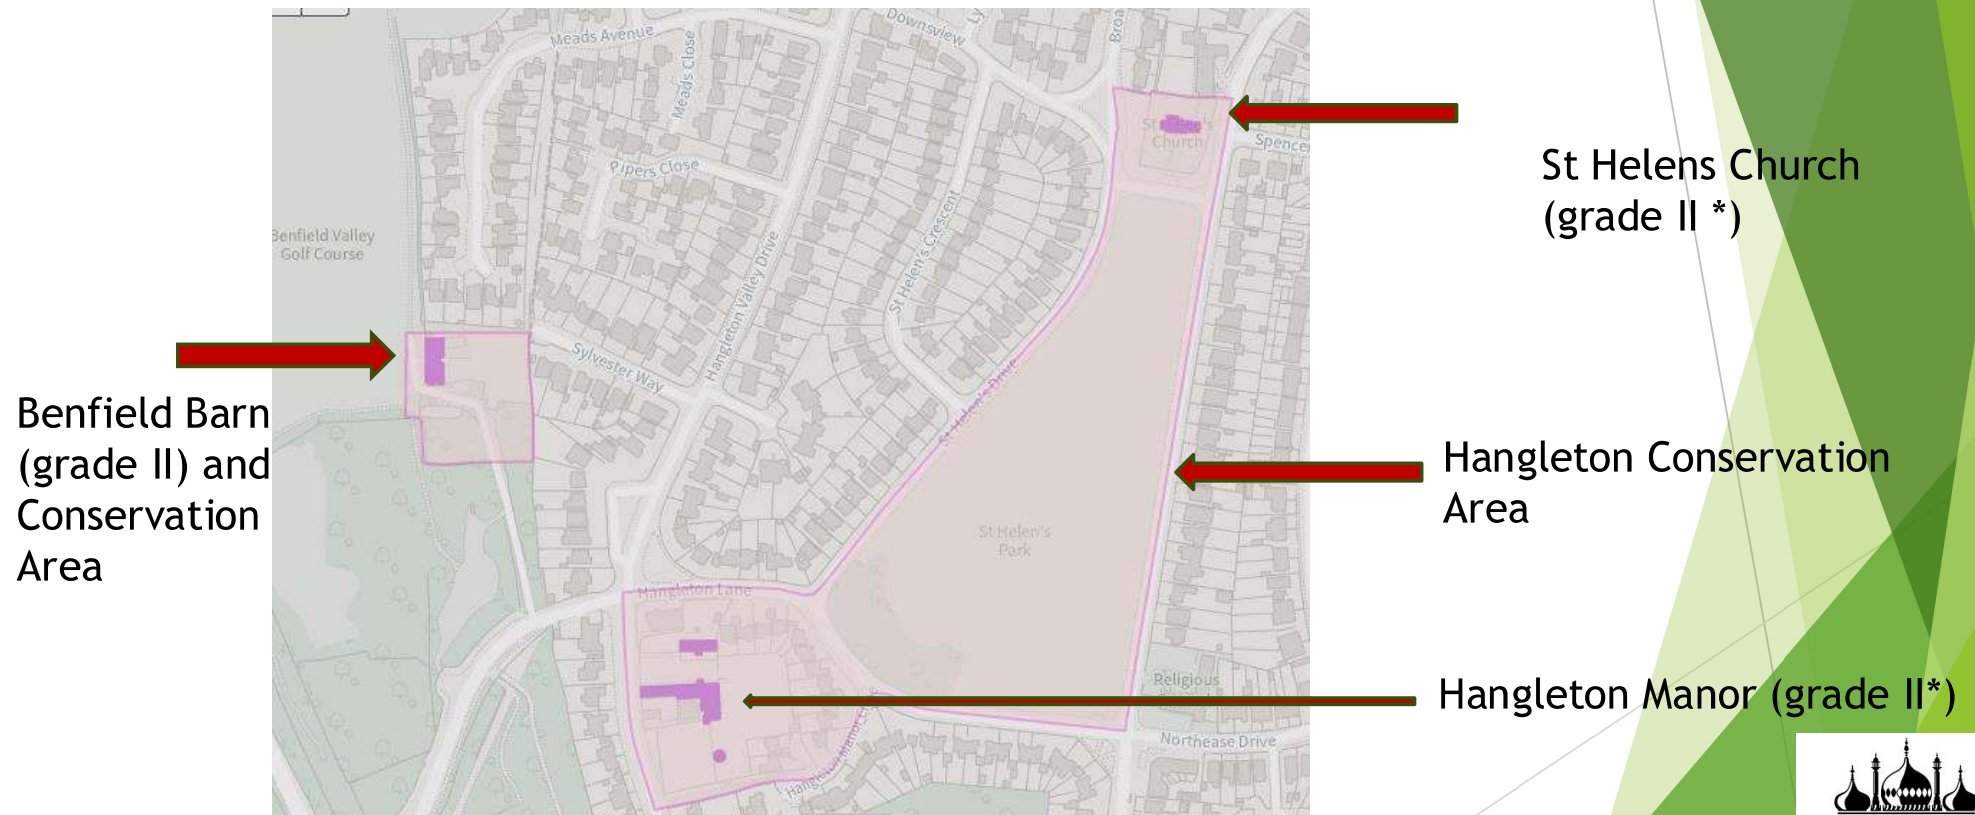 Meads Avenue
Meads Close
Downsview
Pipers Close
St Helen's Crescent
Hangleton Valley Drive
Sylvester Way
Benfield Valley
Golf Course
Church
Spencer
St Helens Church
(grade II *)
Benfield Barn
(grade II) and
Conservation
Area
St Helen's Drive
Hangleton Conservation
Area
St Helen's
Park
Hangleton Lane
Religious
Hangleton Manor (grade II*)
Northease Drive
Hangleton Manor